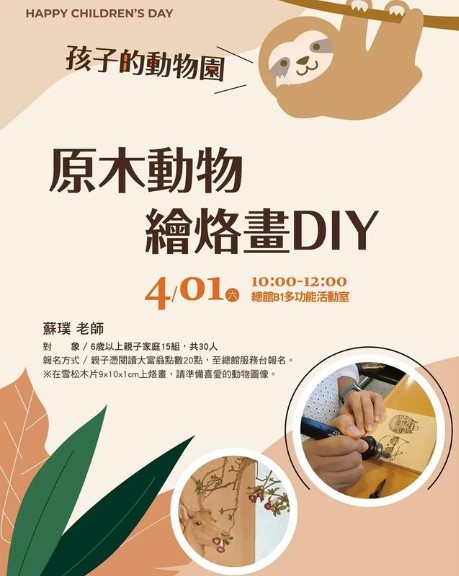 HAPPY CHILDREN'S DAY
孩子的動物園
原木動物
繪烙畫DIY
4/01六 10:00-12:00
總館B1多功能活動室
蘇璞 老師
對　象 / 6歲以上親子家庭15組，共30人
報名方式 / 親子憑閱讀大富翁點數20點，至總館服務台報名。
※在雪松木片9x10x1cm上烙畫，請準備喜愛的動物圖像。